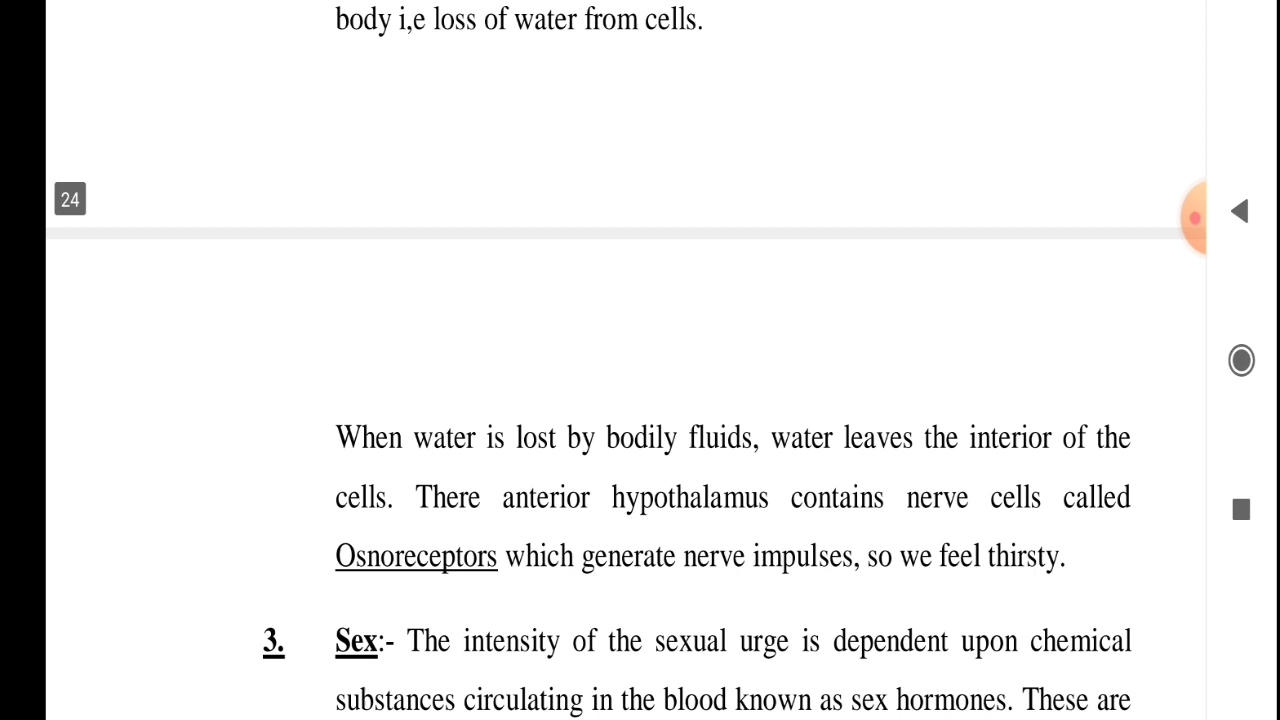 body i,e loss of water from cells.
24
When water is lost by bodily fluids, water leaves the interior of the
cells. There anterior hypothalamus contains nerve cells called
Osnoreceptors which generate nerve impulses, so we feel thirsty.
3. Sex:- The intensity of the sexual urge is dependent upon chemical
substances circulating in the blood known as sex hormones. These are